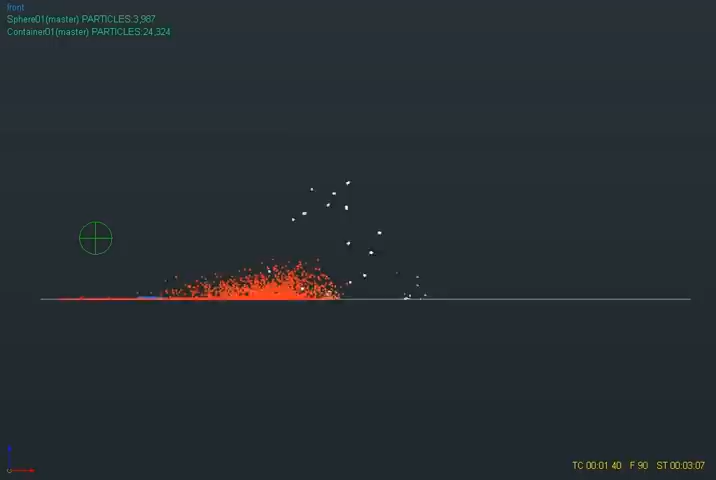 front
Sphere01(master) PARTICLES:3,987
Container01(master) PARTICLES:24,324
TC 00:01:40 F 90 ST 00:03:07